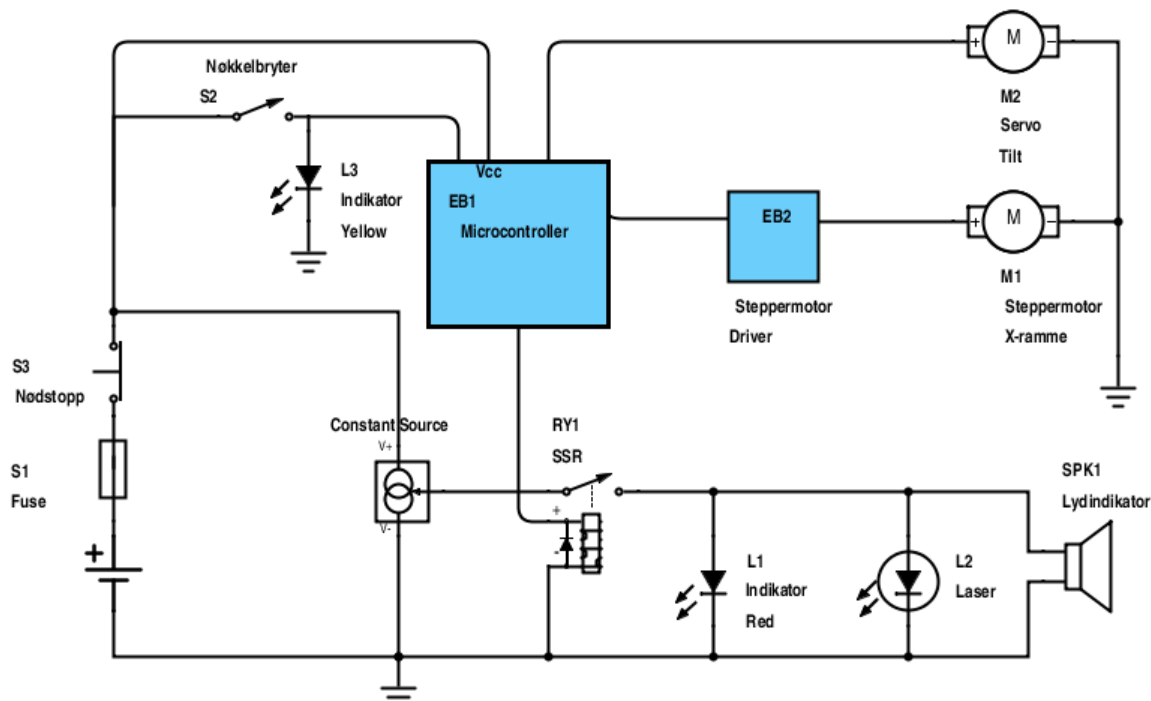 Nøkkelbryter
S2
L3
Indikator
Yellow
Vcc
EB1
Microcontroller
EB2
Steppermotor
Driver
+ M -
M2
Servo
Tilt
+ M -
M1
Steppermotor
X-ramme
S3
Nødstopp
S1
Fuse
+
Constant Source
V+
V-
RY1
SSR
+
-
L1
Indikator
Red
L2
Laser
SPK1
Lydindikator